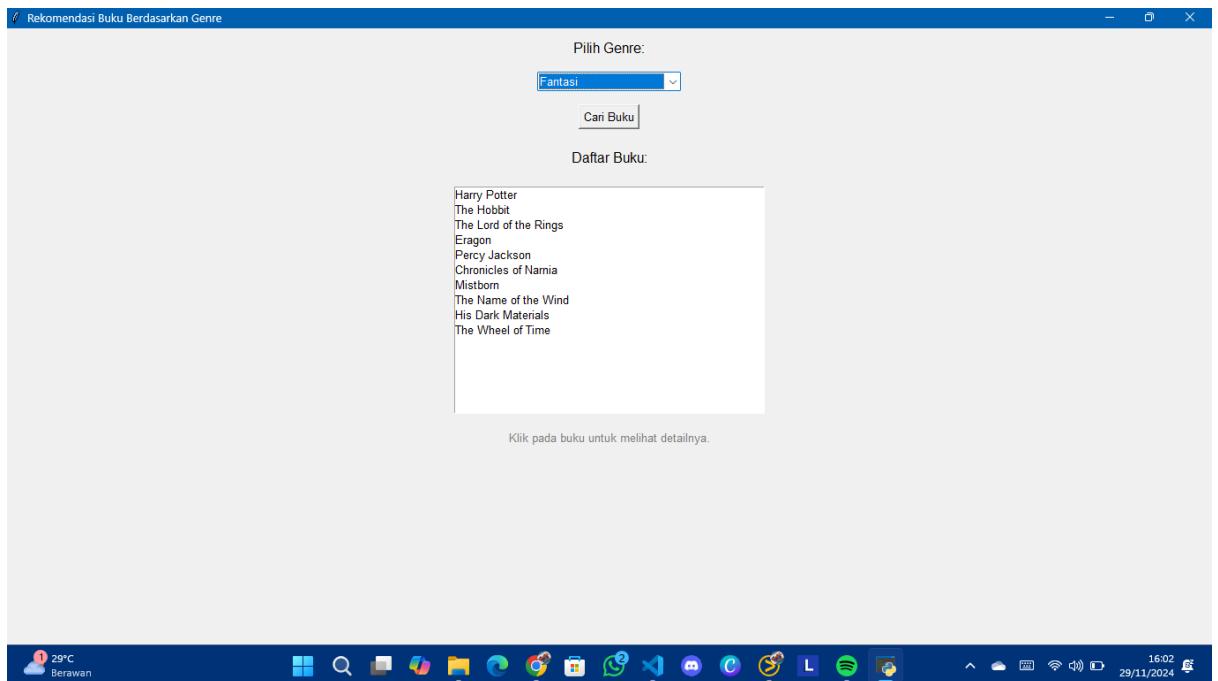 Rekomendasi Buku Berdasarkan Genre
Pilih Genre:
Fantasi
Cari Buku
Daftar Buku:
Harry Potter
The Hobbit
The Lord of the Rings
Eragon
Percy Jackson
Chronicles of Narnia
Mistborn
The Name of the Wind
His Dark Materials
The Wheel of Time
Klik pada buku untuk melihat detailnya.
1
29°C
Berawan
2
L
16:02
29/11/2024